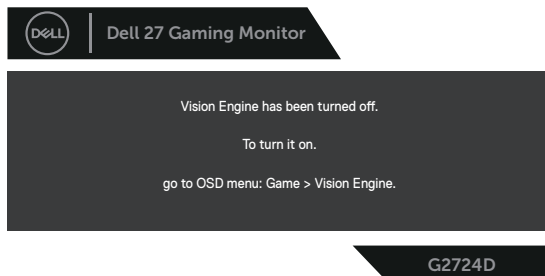 DELL
Dell 27 Gaming Monitor
Vision Engine has been turned off.
To turn it on.
go to OSD menu: Game > Vision Engine.
G2724D